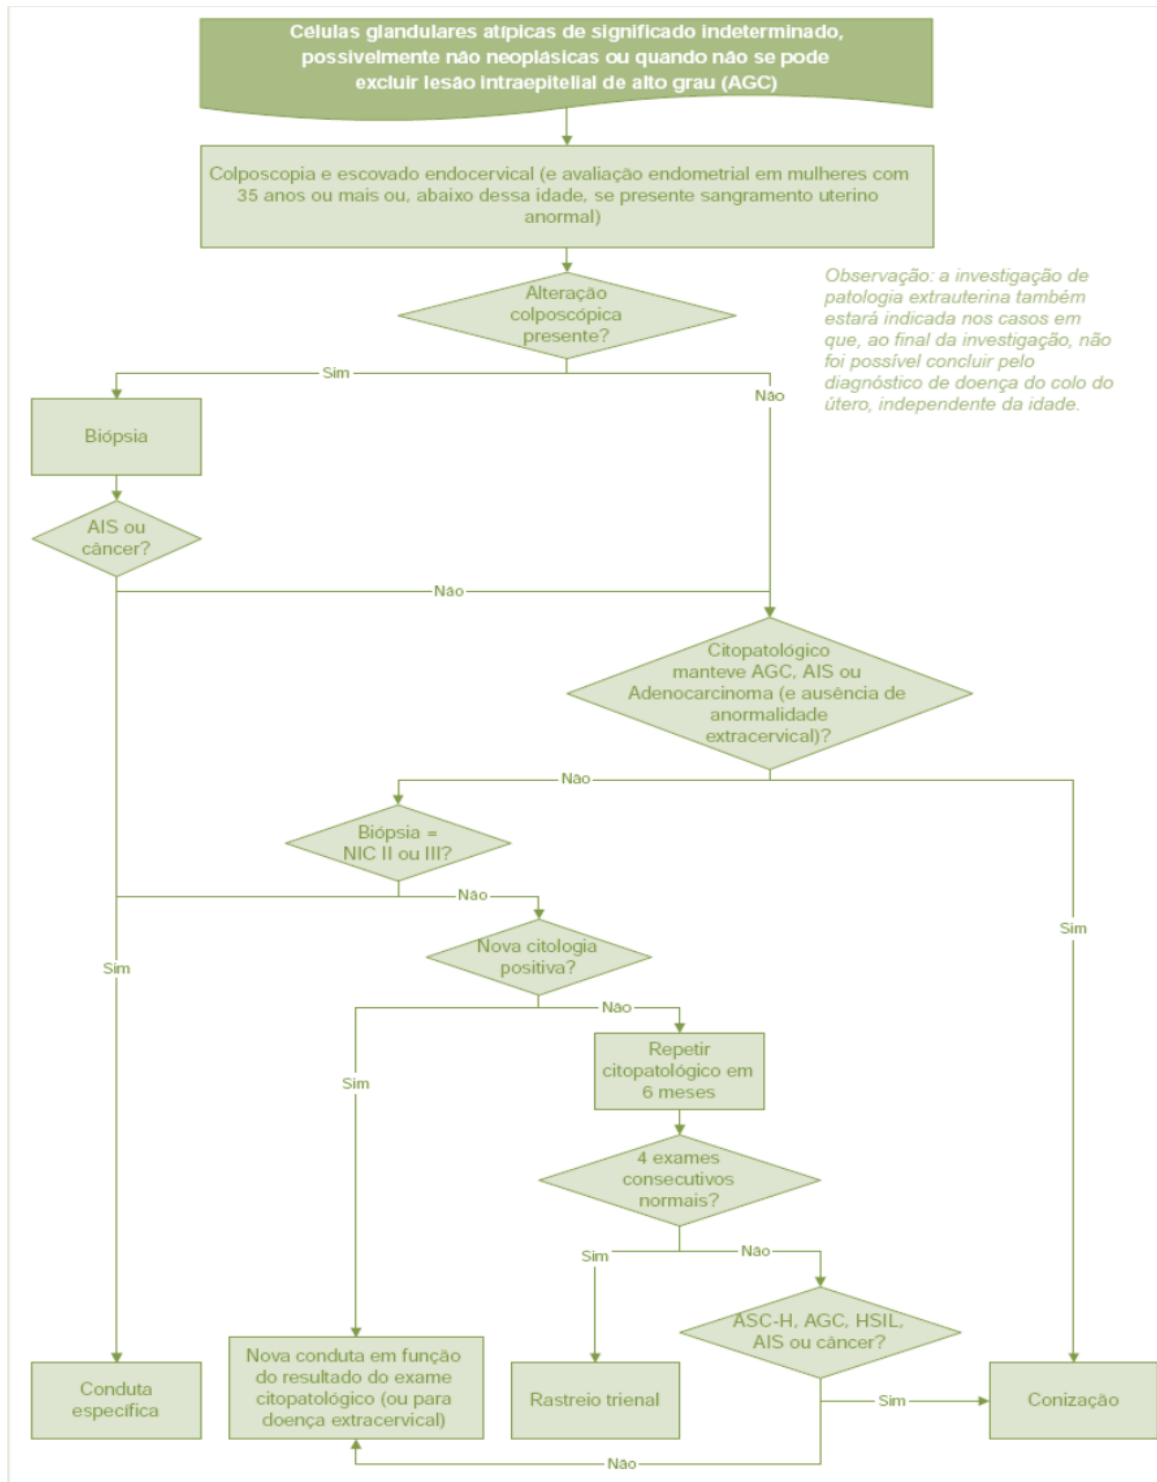 Células glandulares atípicas de significado indeterminado,
possivelmente não neoplásicas ou quando não se pode
excluir lesão intraepitelial de alto grau (AGC)
Colposcopia e escovado endocervical (e avaliação endometrial em mulheres com
35 anos ou mais ou, abaixo dessa idade, se presente sangramento uterino
anormal)
Observação: a investigação de
patologia extrauterina também
estará indicada nos casos em
que, ao final da investigação, não
foi possível concluir pelo
diagnóstico de doença do colo do
útero, independente da idade.
Alteração
colposcópica
presente?
Sim
Não
Biópsia
AIS ou
câncer?
Não
Citopatológico
manteve AGC, AIS ou
Adenocarcinoma (e ausência de
anormalidade
extracervical)?
Não
Biópsia =
NIC II ou III?
Não
Sim
Nova citologia
positiva?
Sim
Não
Repetir
citopatológico em
6 meses
Sim
4 exames
consecutivos
normais?
Sim
Não
ASC-H, AGC, HSIL,
AIS ou câncer?
Conduta
específica
Nova conduta em função
do resultado do exame
citopatológico (ou para
doença extracervical)
Rastreio trienal
Sim
Conização
Não